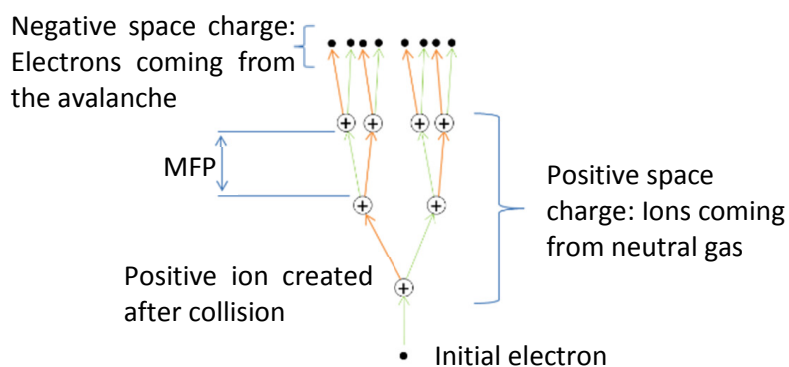 Negative space charge:
Electrons coming from
the avalanche
MFP
Positive space
charge: Ions coming
from neutral gas
Positive ion created
after collision
Initial electron